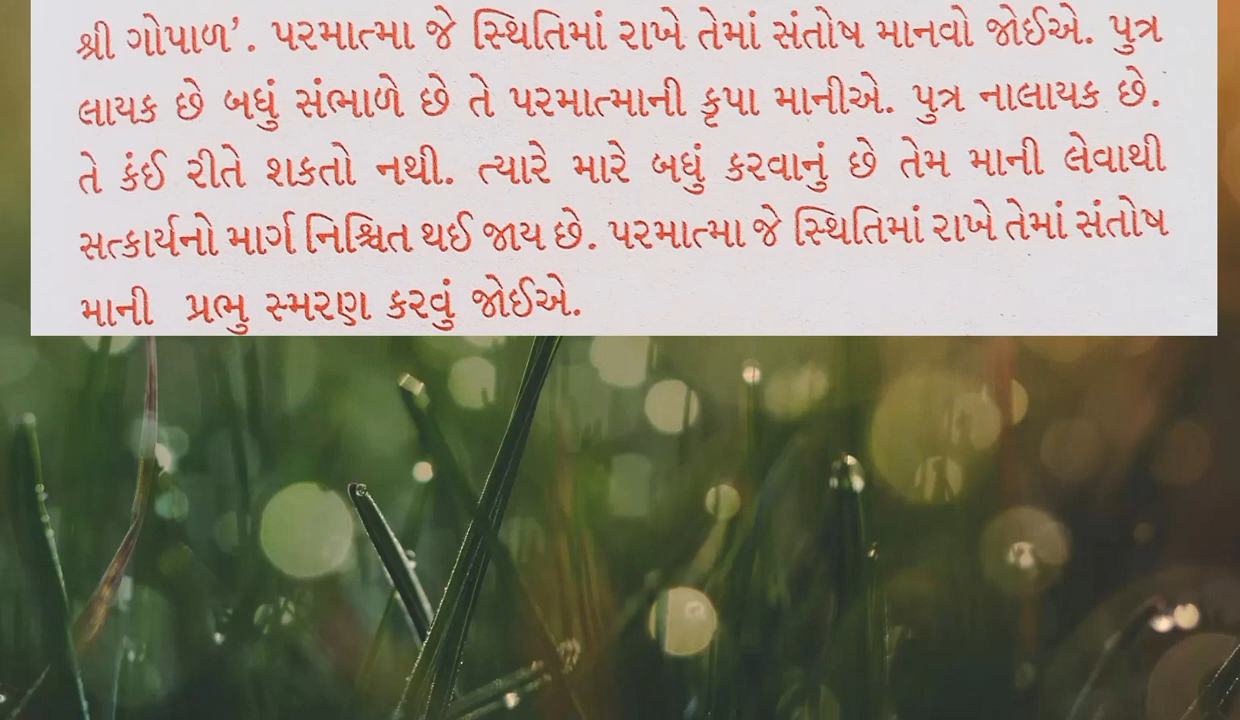 શ્રી ગોપાળ’. પરમાત્મા જે સ્થિતિમાં રાખે તેમાં સંતોષ માનવો જોઈએ. પુત્ર
લાયક છે બધું સંભાળે છે તે પરમાત્માની કૃપા માનીએ. પુત્ર નાલાયક છે.
તે કંઈ રીતે શકતો નથી. ત્યારે મારે બધું કરવાનું છે તેમ માની લેવાથી
સત્કાર્યનો માર્ગ નિશ્ચિત થઈ જાય છે. પરમાત્મા જે સ્થિતિમાં રાખે તેમાં સંતોષ
માની પ્રભુ સ્મરણ કરવું જોઈએ.